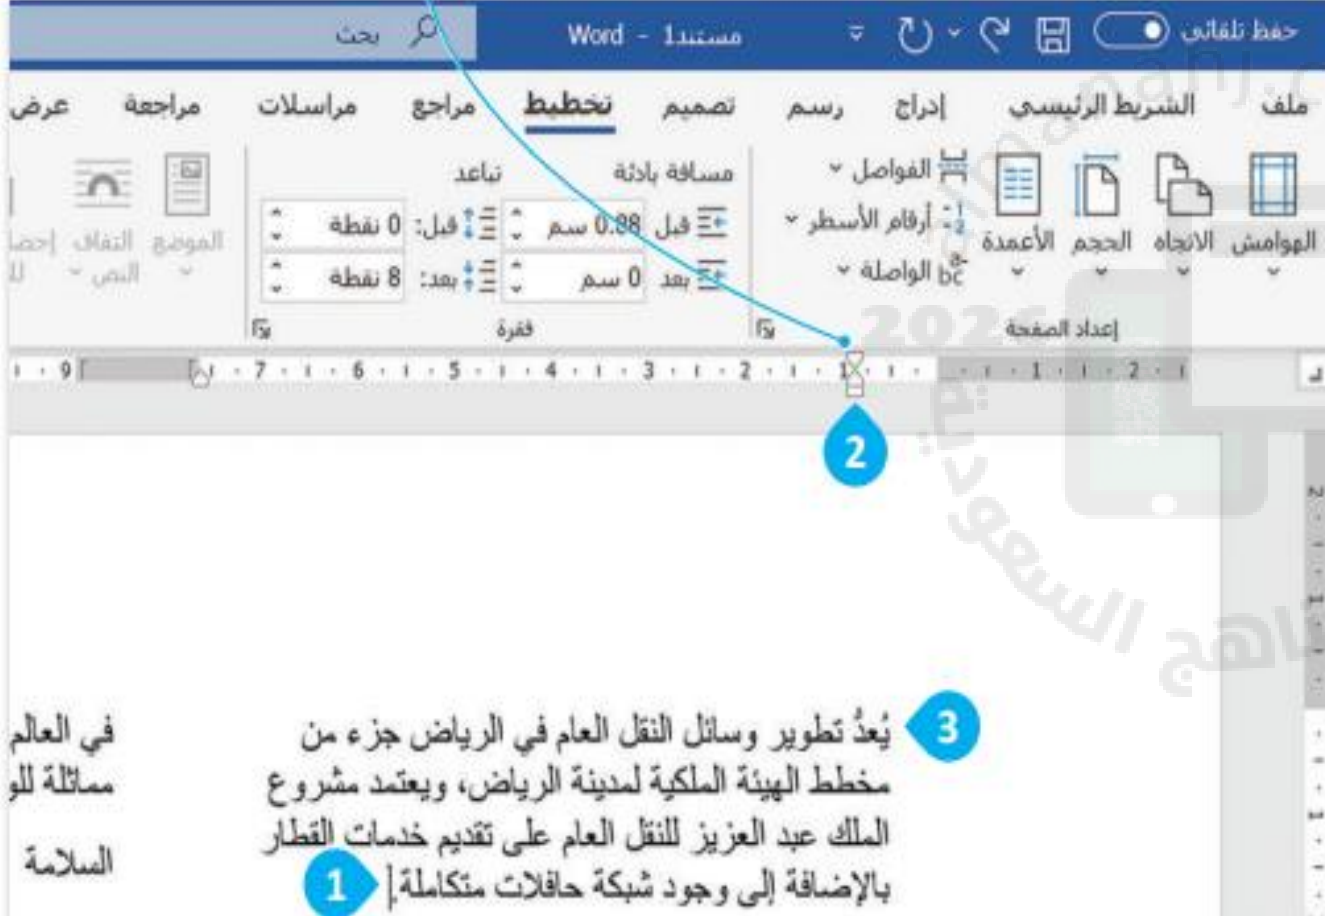 حفظ تلقائي
مستند1 - Word
بحث
ملف الشريط الرئيسي إدراج رسم تصميم تخطيط مراجع مراسلات مراجعة عرض
الهوامش الاتجاه الحجم الأعمدة
الفواصل
أرقام الأسطر
الواصلة
إعداد الصفحة
مسافة بادئة
قبل 0.88 سم
بعد 0 سم
تباعد
قبل: 0 نقطة
بعد: 8 نقطة
فقرة
الموضع
التفاف النص
1 2 3 4 5 6 7 9
2
3
يُعدُّ تطوير وسائل النقل العام في الرياض جزء من
مخطط الهيئة الملكية لمدينة الرياض، ويعتمد مشروع
الملك عبد العزيز للنقل العام على تقديم خدمات القطار
بالإضافة إلى وجود شبكة حافلات متكاملة.
1
في العالم
مماثلة للو
السلامة
2026
مناهج السعودية